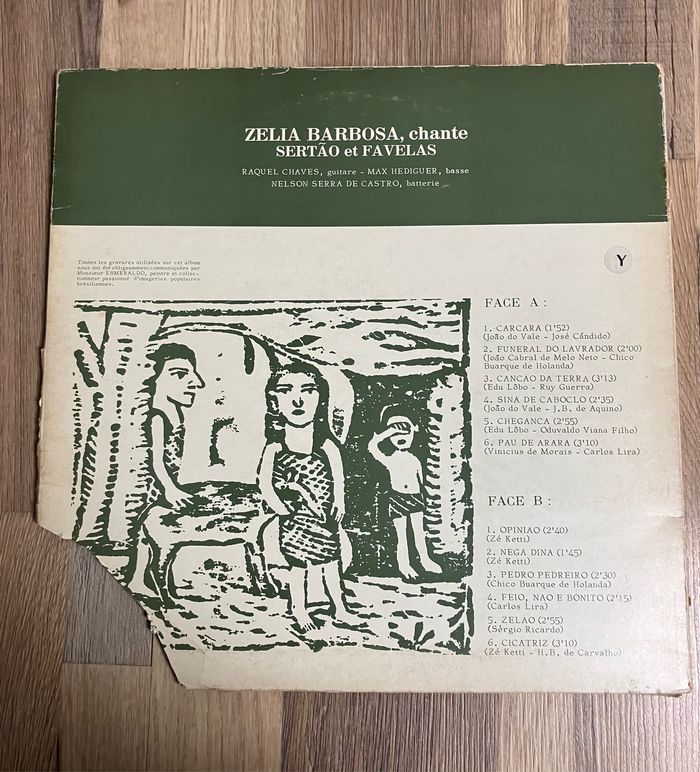 ZELIA BARBOSA, chante
SERTÃO et FAVELAS
RAQUEL CHAVES, guitare - MAX HEDIGUER, basse
NELSON SERRA DE CASTRO, batterie
Toutes les gravures utilisées sur cet album
nous ont été obligeamment communiquées par
Monsieur ESMERALDO, peintre et collec-
tionneur passionné d'imageries populaires
brésiliennes.
Y
FACE A :
1. CARCARA (1'52)
(João do Vale - José Cândido)
2. FUNERAL DO LAVRADOR (2'00)
(João Cabral de Melo Neto - Chico
Buarque de Holanda)
3. CANCAO DA TERRA (3'13)
(Edu Lôbo - Ruy Guerra)
4. SINA DE CABOCLO (2'35)
(João do Vale - J.B. de Aquino)
5. CHEGANCA (2'55)
(Edu Lôbo - Oduvaldo Viana Filho)
6. PAU DE ARARA (3'10)
(Vinicius de Morais - Carlos Lira)
FACE B :
1. OPINIAO (2'40)
(Zé Ketti)
2. NEGA DINA (1'45)
(Zé Ketti)
3. PEDRO PEDREIRO (2'30)
(Chico Buarque de Holanda)
4. FEIO, NAO E BONITO (2'15)
(Carlos Lira)
5. ZELAO (2'55)
(Sérgio Ricardo)
6. CICATRIZ (3'10)
(Zé Ketti - H.B. de Carvalho)